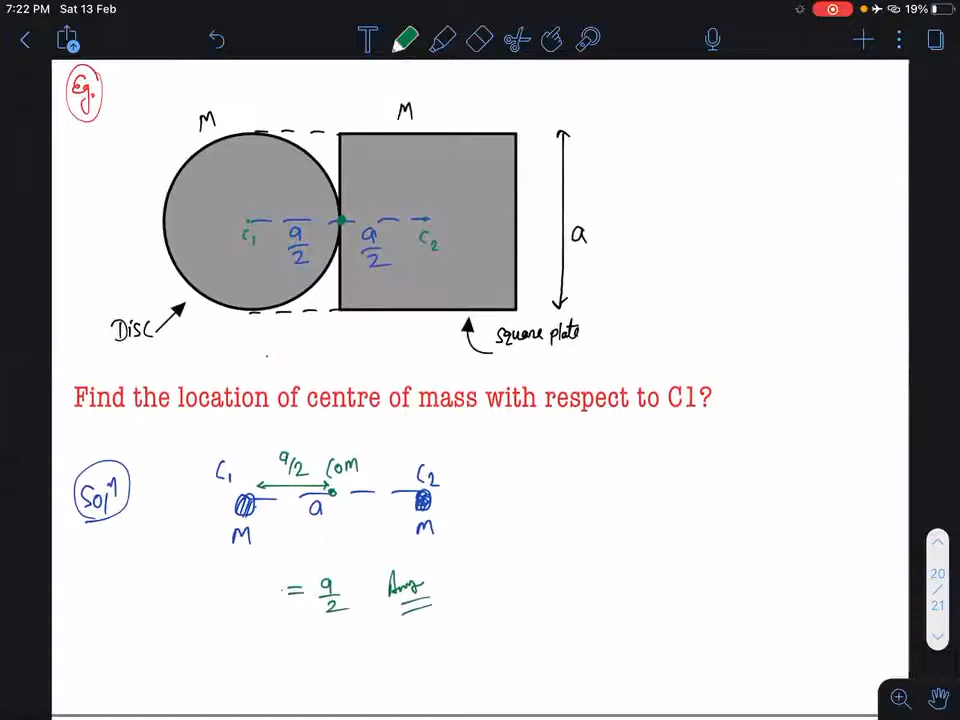 7:22 PM Sat 13 Feb
19%
Eg.
M M
C1 a/2 a/2 C2
a
Disc
square plate
Find the location of centre of mass with respect to C1?
Solⁿ
C1 a/2 COM C2
a
M M
= a/2 Ans
20
/
21